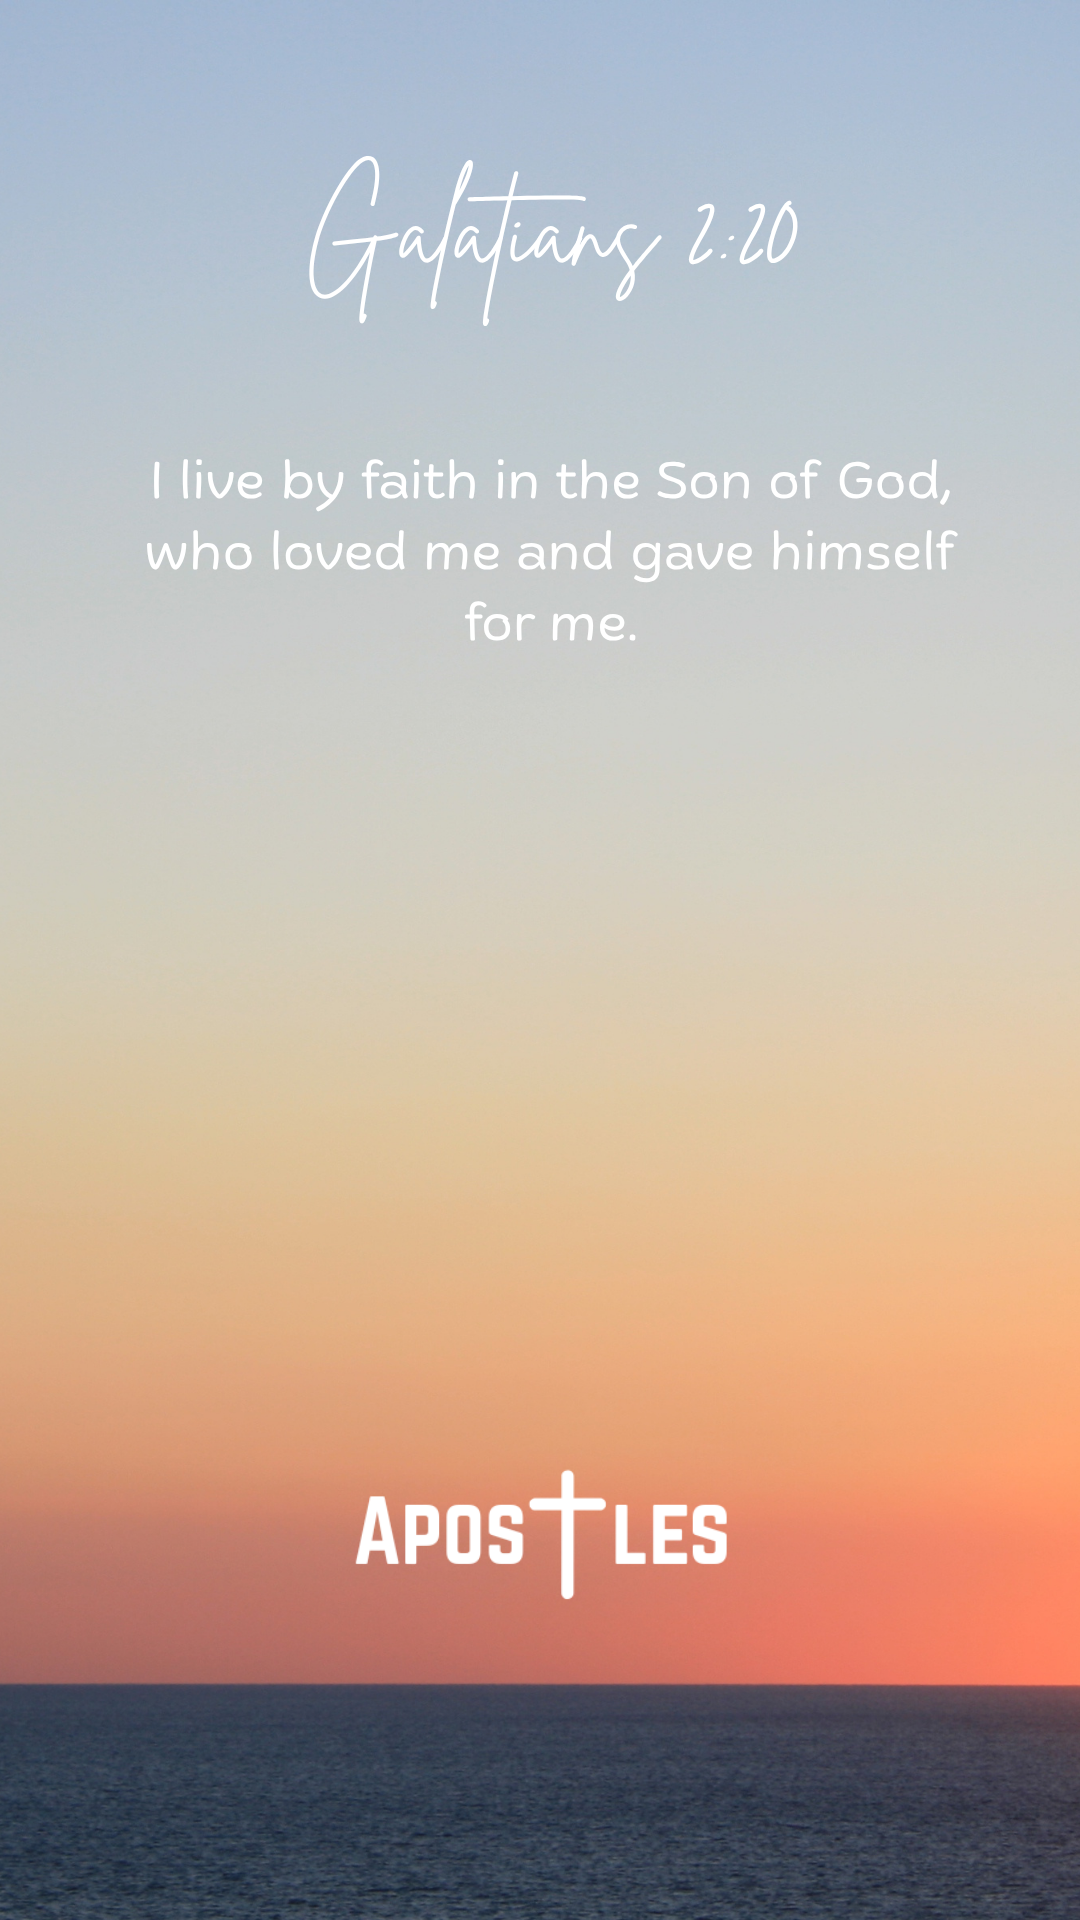 Galatians 2:20
I live by faith in the Son of God,
who loved me and gave himself
for me.
Apostles